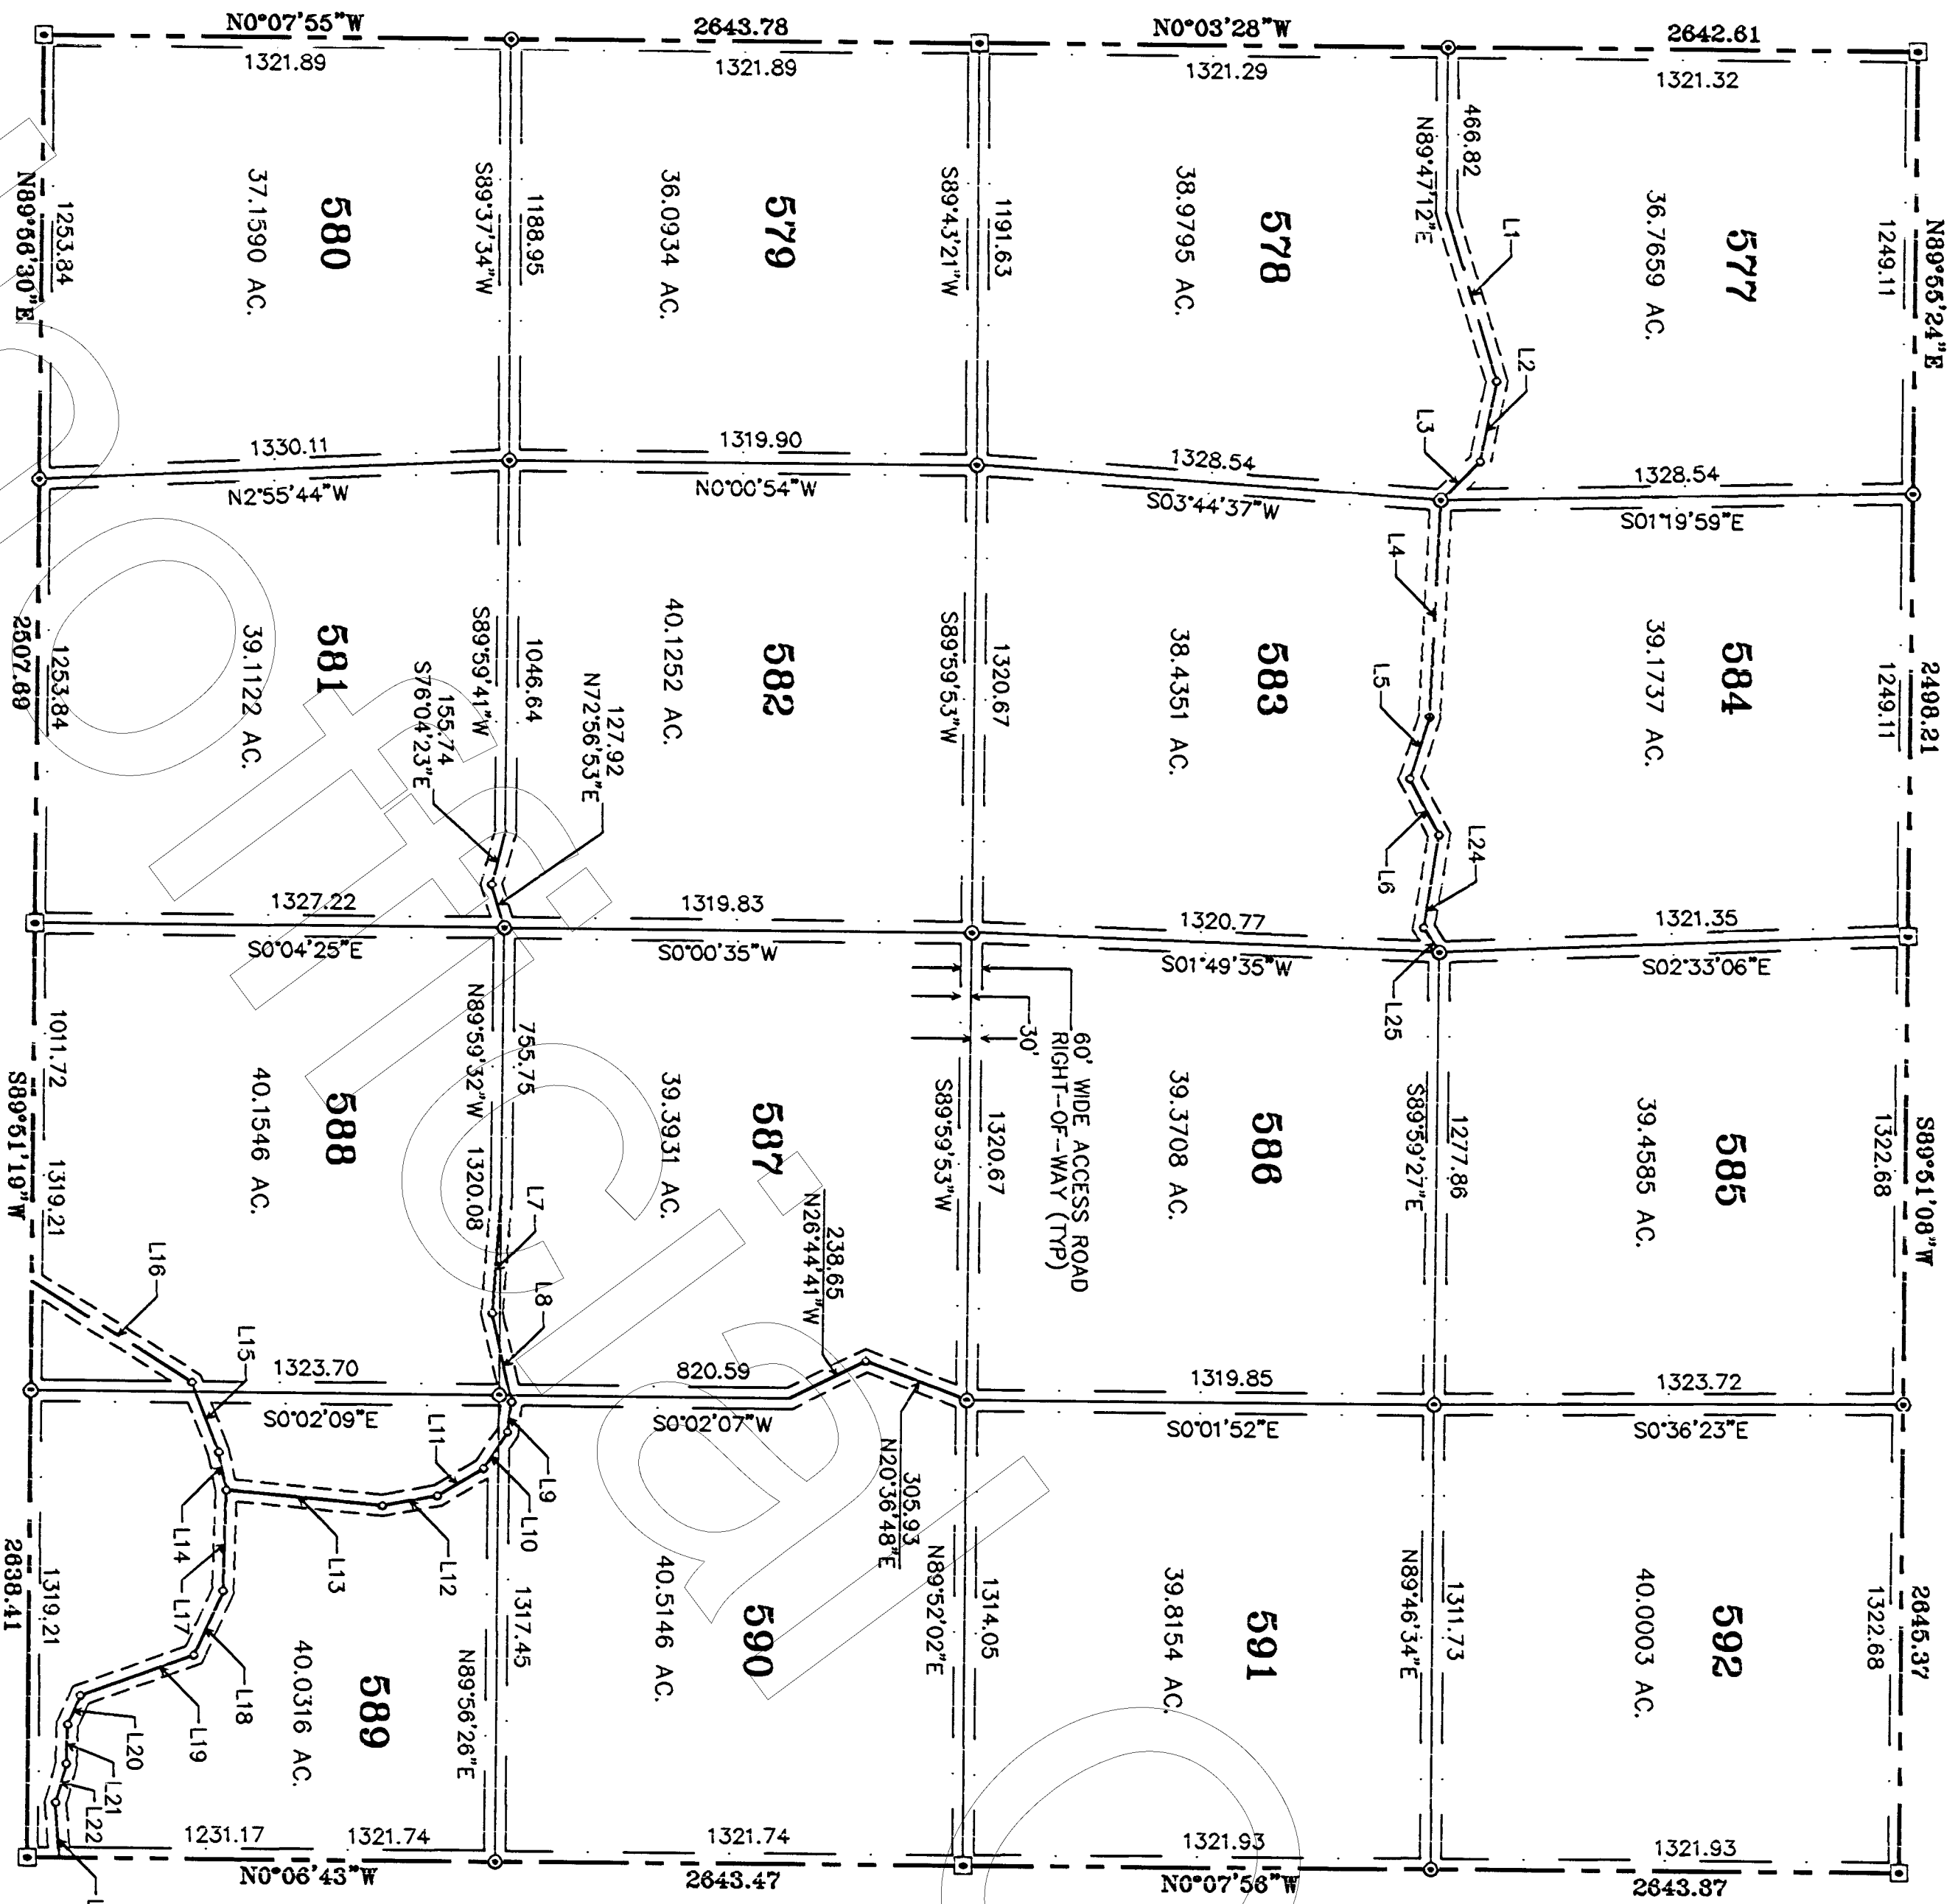 N0°07'55"W
2643.78
N0°03'28"W
2642.61
1321.89
1321.89
1321.29
1321.32
N89°55'24"E
1249.11
2498.21
1249.11
S89°51'08"W
1322.68
2645.37
1322.68
577
36.7659 AC.
466.82
N89°47'12"E
L1
L2
L3
578
38.9795 AC.
1191.63
S89°43'21"W
579
36.0934 AC.
1188.95
S89°37'34"W
580
37.1590 AC.
1253.84
N89°56'30"E
1330.11
N2°55'44"W
1319.90
N0°00'54"W
1328.54
S03°44'37"W
1328.54
S01°19'59"E
584
39.1737 AC.
L4
L5
L6
L24
L25
583
38.4351 AC.
1320.67
S89°59'53"W
582
40.1252 AC.
127.92
N72°56'53"E
1046.64
S89°59'41"W
155.74
S76°04'23"E
581
39.1122 AC.
1253.84
2507.69
1327.22
S0°04'25"E
1319.83
S0°00'35"W
1320.77
S01°49'35"W
1321.35
S02°33'06"E
585
39.4585 AC.
1277.86
S89°59'27"E
586
39.3708 AC.
60' WIDE ACCESS ROAD
RIGHT-OF-WAY (TYP)
30'
1320.67
S89°59'53"W
587
39.3931 AC.
238.65
N26°44'41"W
305.93
N20°36'48"E
755.75
N89°59'32"W
1320.08
L7
L8
588
40.1546 AC.
1011.72
1319.21
S89°51'19"W
L16
L15
1323.70
S0°02'09"E
820.59
S0°02'07"W
1319.85
S0°01'52"E
1323.72
S0°36'23"E
592
40.0003 AC.
1311.73
N89°46'34"E
591
39.8154 AC.
1314.05
N89°52'02"E
590
40.5146 AC.
L9
L10
L11
L12
L13
L14
L17
L18
L19
L20
L21
L22
1317.45
N89°56'26"E
589
40.0316 AC.
1319.21
2638.41
1231.17
1321.74
1321.74
1321.93
1321.93
N0°06'43"W
2643.47
N0°07'56"W
2643.87
Unofficial Co